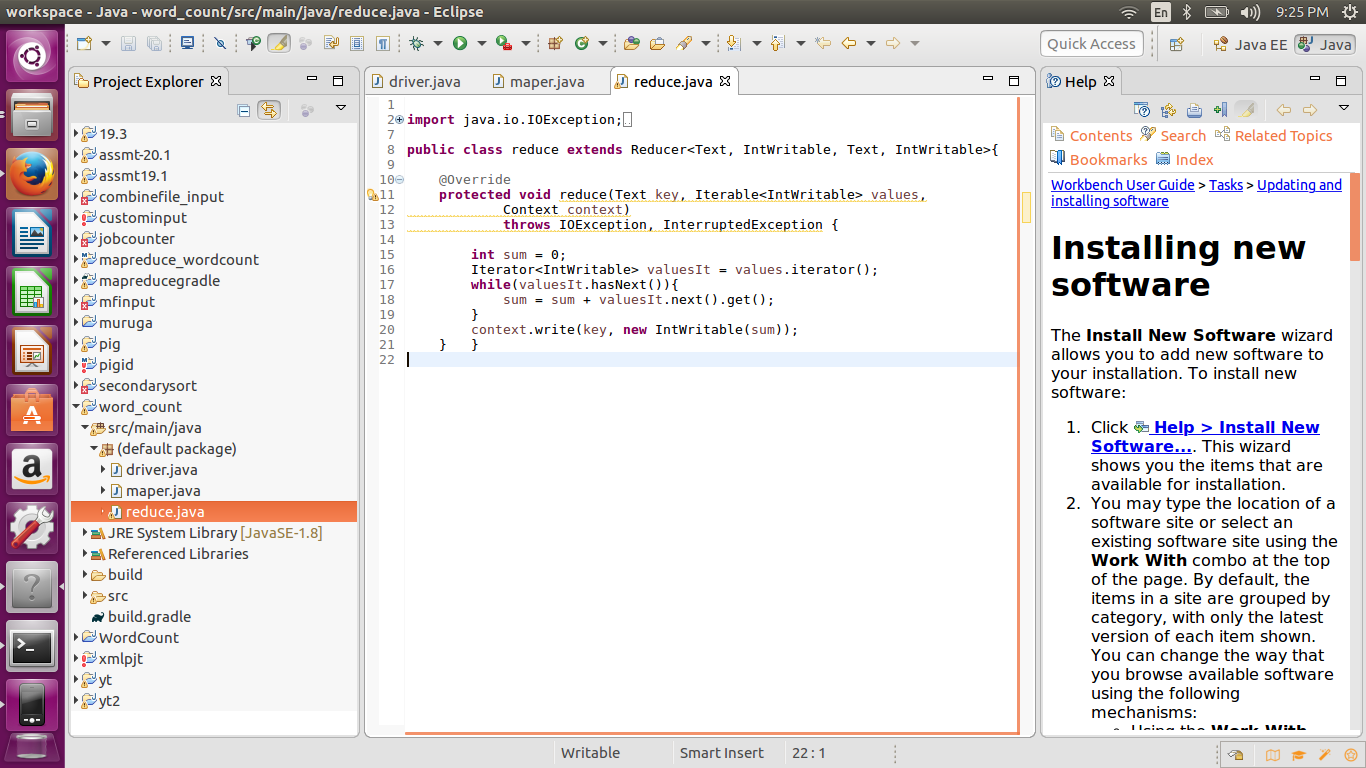 workspace - Java - word_count/src/main/java/reduce.java - Eclipse
En
9:25 PM
Quick Access
Java EE
Java
Project Explorer
19.3
assmt-20.1
assmt19.1
combinefile_input
custominput
jobcounter
mapreduce_wordcount
mapreducegradle
mfinput
muruga
pig
pigid
secondarysort
word_count
src/main/java
(default package)
driver.java
maper.java
reduce.java
JRE System Library [JavaSE-1.8]
Referenced Libraries
build
src
build.gradle
WordCount
xmlpjt
yt
yt2
driver.java
maper.java
reduce.java
1
2 import java.io.IOException;
7
8 public class reduce extends Reducer<Text, IntWritable, Text, IntWritable>{
9
10 @Override
11 protected void reduce(Text key, Iterable<IntWritable> values,
12 Context context)
13 throws IOException, InterruptedException {
14
15 int sum = 0;
16 Iterator<IntWritable> valuesIt = values.iterator();
17 while(valuesIt.hasNext()){
18 sum = sum + valuesIt.next().get();
19 }
20 context.write(key, new IntWritable(sum));
21 } }
22
Help
Contents Search Related Topics
Bookmarks Index
Workbench User Guide > Tasks > Updating and
installing software
Installing new
software
The Install New Software wizard
allows you to add new software to
your installation. To install new
software:
1. Click Help > Install New
Software.... This wizard
shows you the items that are
available for installation.
2. You may type the location of a
software site or select an
existing software site using the
Work With combo at the top
of the page. By default, the
items in a site are grouped by
category, with only the latest
version of each item shown.
You can change the way that
you browse available software
using the following
mechanisms:
Using the Work With
Writable
Smart Insert
22 : 1